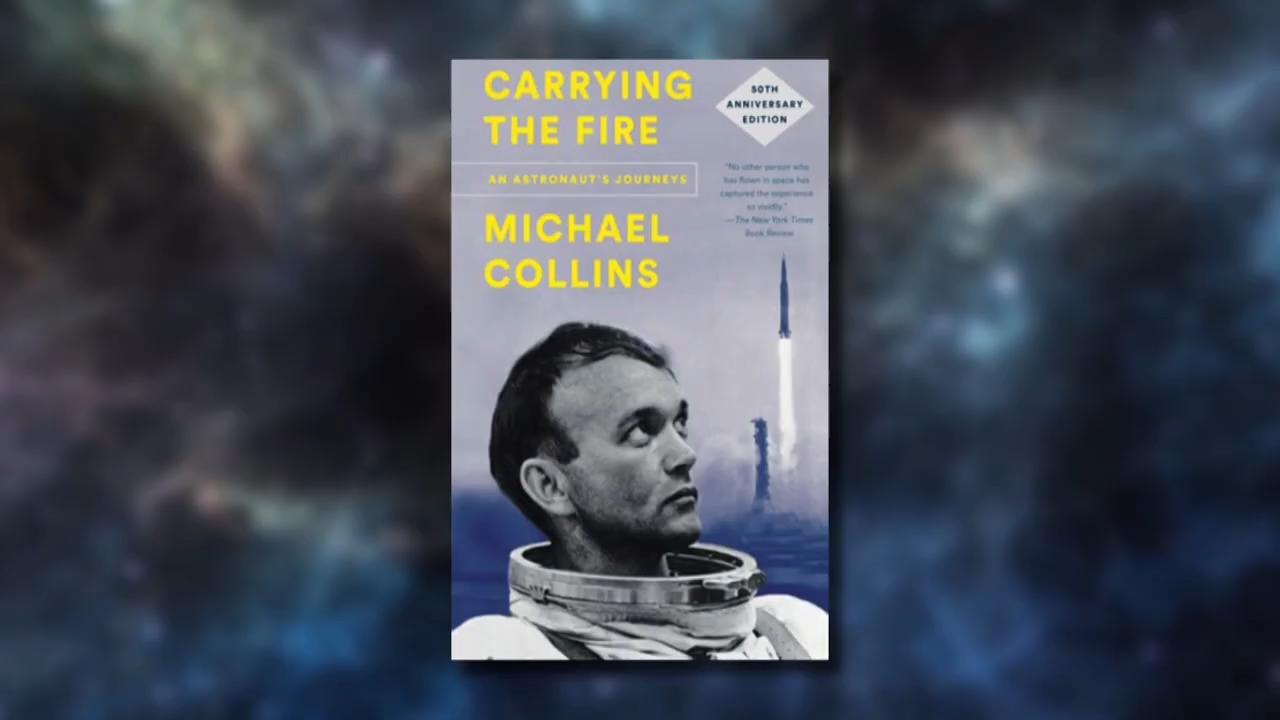 CARRYING
THE FIRE
AN ASTRONAUT'S JOURNEYS
MICHAEL
COLLINS
50TH
ANNIVERSARY
EDITION
"No other person who
has flown in space has
captured the experience
so vividly."
—The New York Times
Book Review